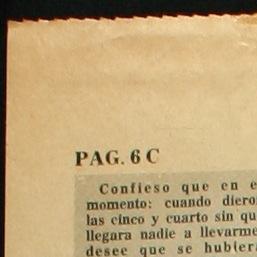 PAG. 6 C
Confieso que en e
momento: cuando diero
las cinco y cuarto sin qu
llegara nadie a llevarme
desee que se hubiera